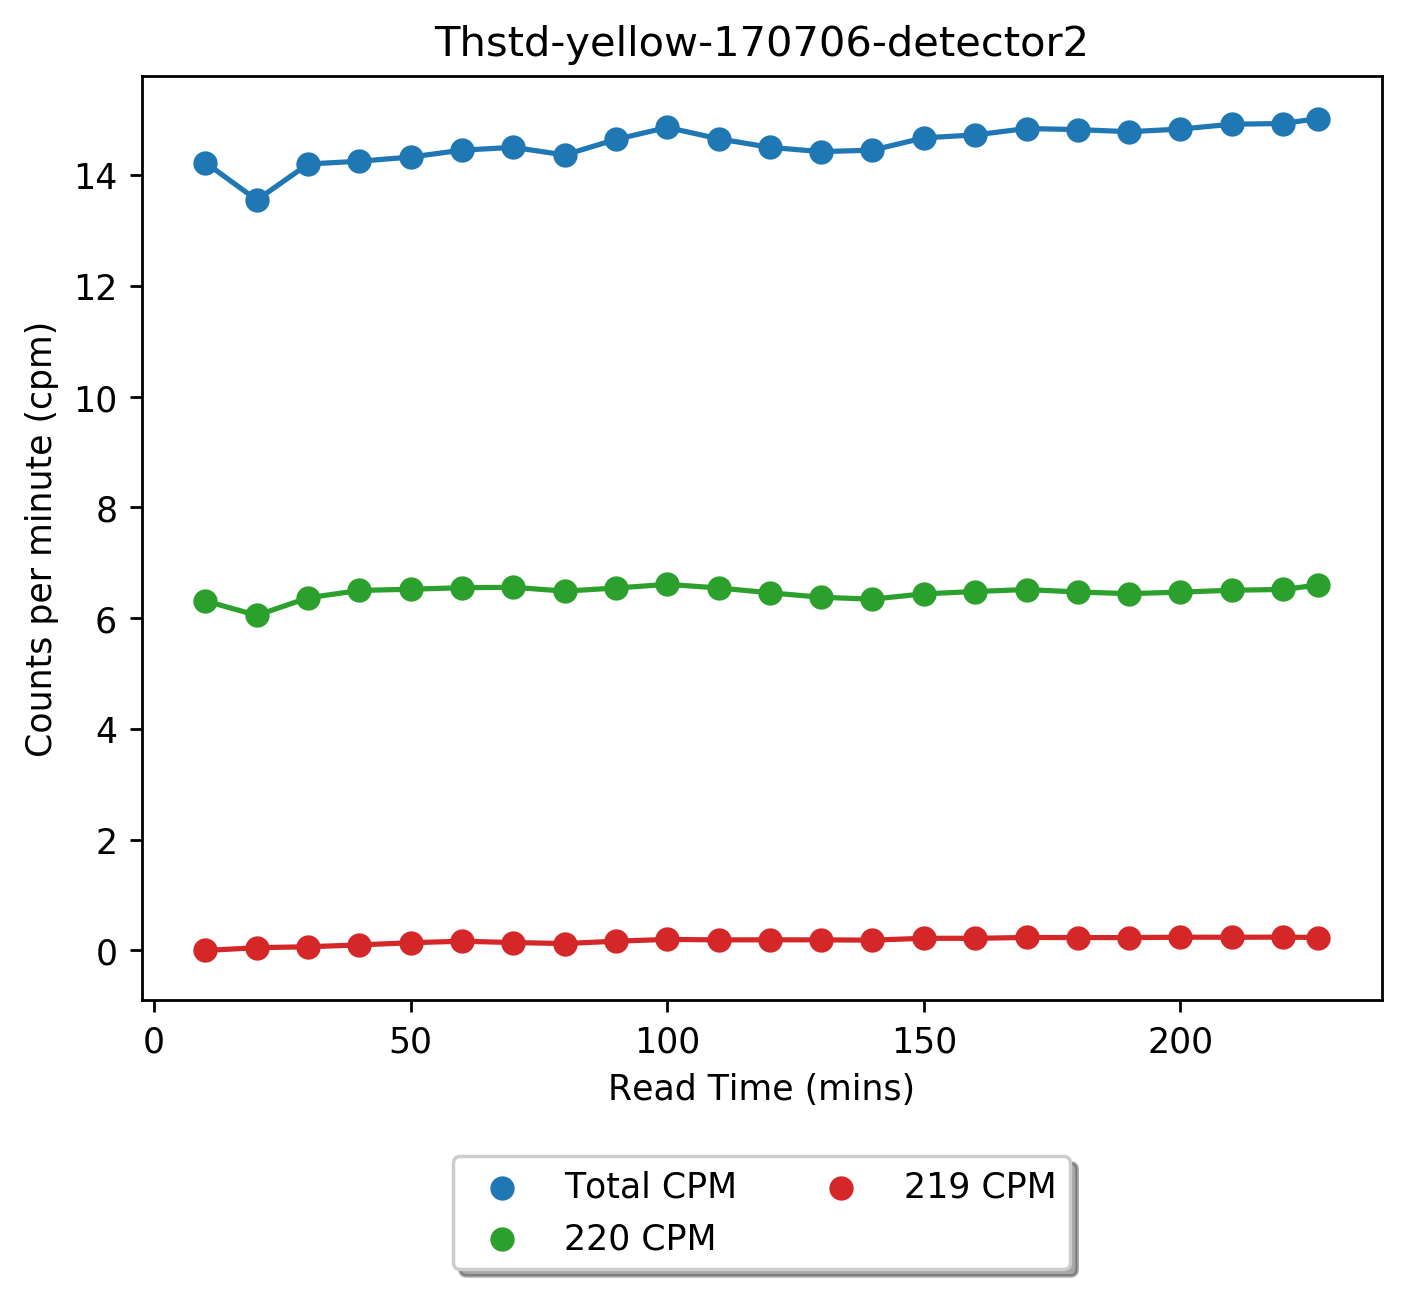 Thstd-yellow-170706-detector2
Counts per minute (cpm)
14
12
10
8
6
4
2
0
0 50 100 150 200
Read Time (mins)
Total CPM 219 CPM
220 CPM